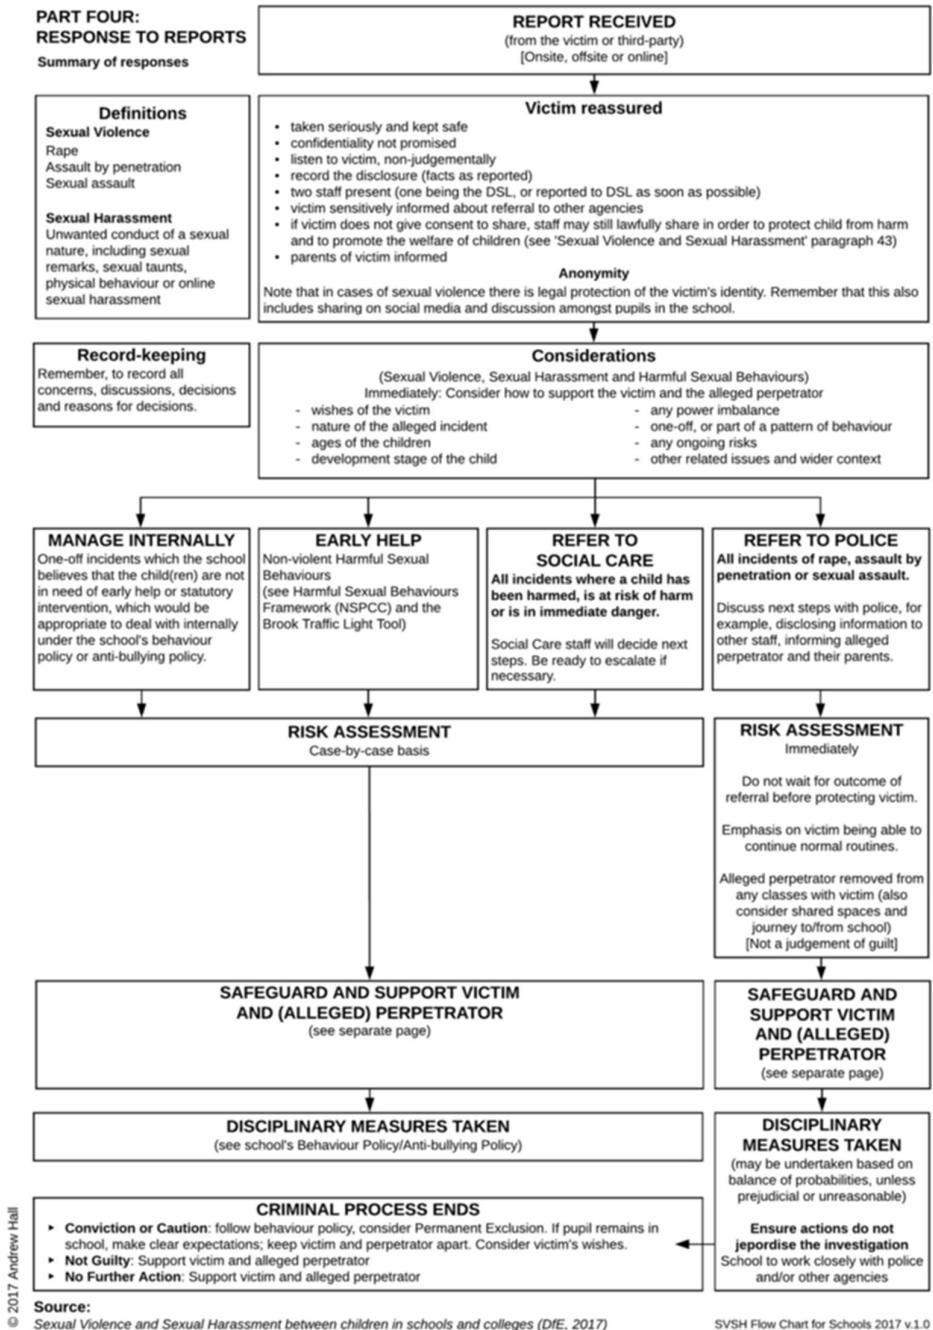 PART FOUR:
RESPONSE TO REPORTS
Summary of responses
REPORT RECEIVED
(from the victim or third-party)
[Onsite, offsite or online]
Definitions
Sexual Violence
Rape
Assault by penetration
Sexual assault
Sexual Harassment
Unwanted conduct of a sexual
nature, including sexual
remarks, sexual taunts,
physical behaviour or online
sexual harassment
Victim reassured
• taken seriously and kept safe
• confidentiality not promised
• listen to victim, non-judgementally
• record the disclosure (facts as reported)
• two staff present (one being the DSL, or reported to DSL as soon as possible)
• victim sensitively informed about referral to other agencies
• if victim does not give consent to share, staff may still lawfully share in order to protect child from harm
and to promote the welfare of children (see 'Sexual Violence and Sexual Harassment' paragraph 43)
• parents of victim informed
Anonymity
Note that in cases of sexual violence there is legal protection of the victim's identity. Remember that this also
includes sharing on social media and discussion amongst pupils in the school.
Record-keeping
Remember, to record all
concerns, discussions, decisions
and reasons for decisions.
Considerations
(Sexual Violence, Sexual Harassment and Harmful Sexual Behaviours)
Immediately: Consider how to support the victim and the alleged perpetrator
- wishes of the victim
- nature of the alleged incident
- ages of the children
- development stage of the child
- any power imbalance
- one-off, or part of a pattern of behaviour
- any ongoing risks
- other related issues and wider context
MANAGE INTERNALLY
One-off incidents which the school
believes that the child(ren) are not
in need of early help or statutory
intervention, which would be
appropriate to deal with internally
under the school's behaviour
policy or anti-bullying policy.
EARLY HELP
Non-violent Harmful Sexual
Behaviours
(see Harmful Sexual Behaviours
Framework (NSPCC) and the
Brook Traffic Light Tool)
REFER TO
SOCIAL CARE
All incidents where a child has
been harmed, is at risk of harm
or is in immediate danger.
Social Care staff will decide next
steps. Be ready to escalate if
necessary.
REFER TO POLICE
All incidents of rape, assault by
penetration or sexual assault.
Discuss next steps with police, for
example, disclosing information to
other staff, informing alleged
perpetrator and their parents.
RISK ASSESSMENT
Case-by-case basis
RISK ASSESSMENT
Immediately
Do not wait for outcome of
referral before protecting victim.
Emphasis on victim being able to
continue normal routines.
Alleged perpetrator removed from
any classes with victim (also
consider shared spaces and
journey to/from school)
[Not a judgement of guilt]
SAFEGUARD AND SUPPORT VICTIM
AND (ALLEGED) PERPETRATOR
(see separate page)
SAFEGUARD AND
SUPPORT VICTIM
AND (ALLEGED)
PERPETRATOR
(see separate page)
DISCIPLINARY MEASURES TAKEN
(see school's Behaviour Policy/Anti-bullying Policy)
DISCIPLINARY
MEASURES TAKEN
(may be undertaken based on
balance of probabilities, unless
prejudicial or unreasonable)
Ensure actions do not
jepordise the investigation
School to work closely with police
and/or other agencies
CRIMINAL PROCESS ENDS
‣ Conviction or Caution: follow behaviour policy, consider Permanent Exclusion. If pupil remains in
school, make clear expectations; keep victim and perpetrator apart. Consider victim's wishes.
‣ Not Guilty: Support victim and alleged perpetrator
‣ No Further Action: Support victim and alleged perpetrator
© 2017 Andrew Hall
Source:
Sexual Violence and Sexual Harassment between children in schools and colleges (DfE, 2017)
SVSH Flow Chart for Schools 2017 v.1.0